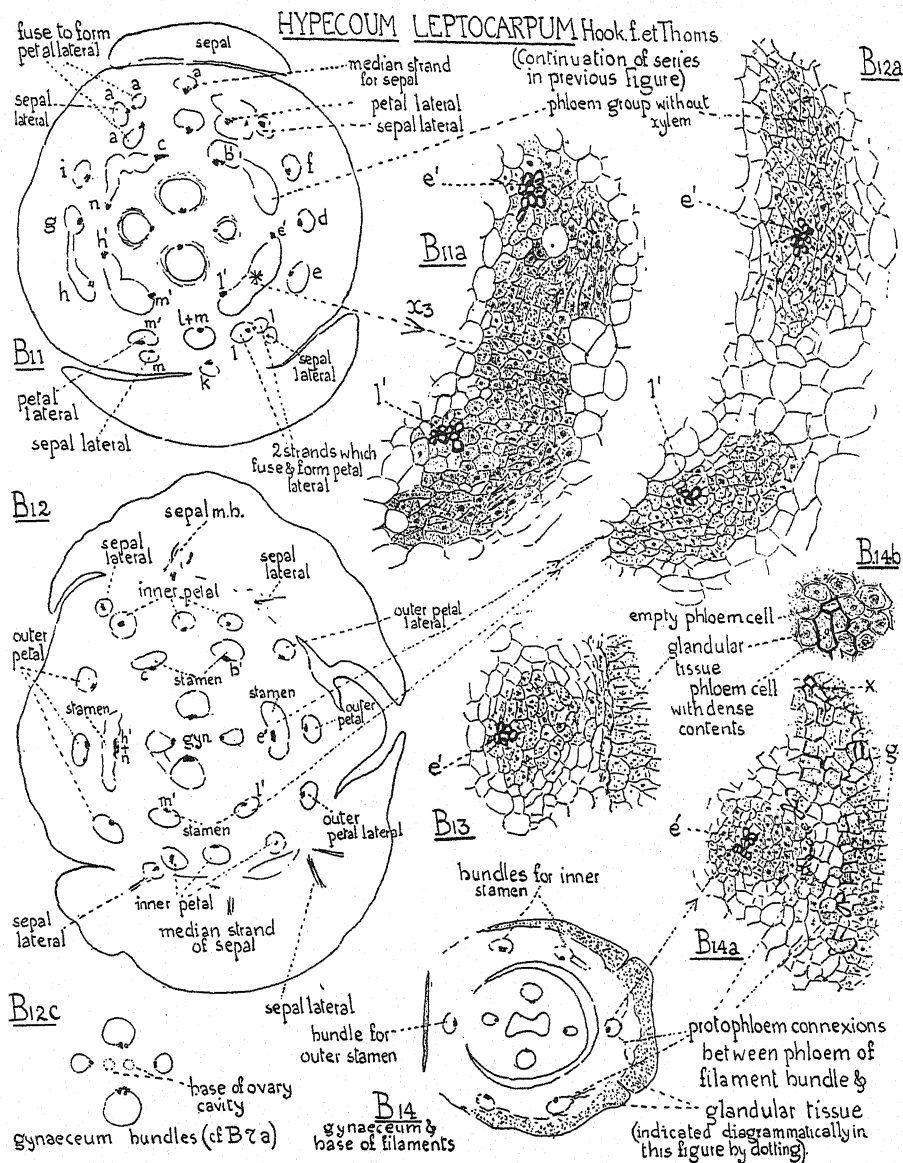 HYPECOUM LEPTOCARPUM Hook.f.et Thoms.
(Continuation of series
in previous figure)
fuse to form
petal lateral
sepal
median strand
for sepal
petal lateral
sepal lateral
phloem group without
xylem
sepal
lateral
a
a
a
a
c
b
f
i
n
g
h'
d
e'
e
h
l'
*
m'
m'
l+m
l
l
m
k
sepal
lateral
petal
lateral
sepal lateral
2 strands which
fuse & form petal
lateral
B11
x3
B11a
e'
l'
B12a
e'
l'
B12
sepal m.b.
sepal
lateral
sepal
lateral
inner petal
outer petal
lateral
outer
petal
c
stamen
b'
stamen
stamen
outer
petal
h'+n
gyn
e'
m'
l'
stamen
outer
petal lateral
sepal
lateral
inner petal
median strand
of sepal
sepal lateral
B.14b
empty phloem cell
glandular
tissue
phloem cell
with dense
contents
x
π
g
e'
B13
e'
B14a
B12c
base of ovary
cavity
gynaeceum bundles (cf B7a)
bundles for inner
stamen
bundle for
outer stamen
B14
gynaeceum &
base of filaments
protophloem connexions
between phloem of
filament bundle &
glandular tissue
(indicated diagrammatically in
this figure by dotting).